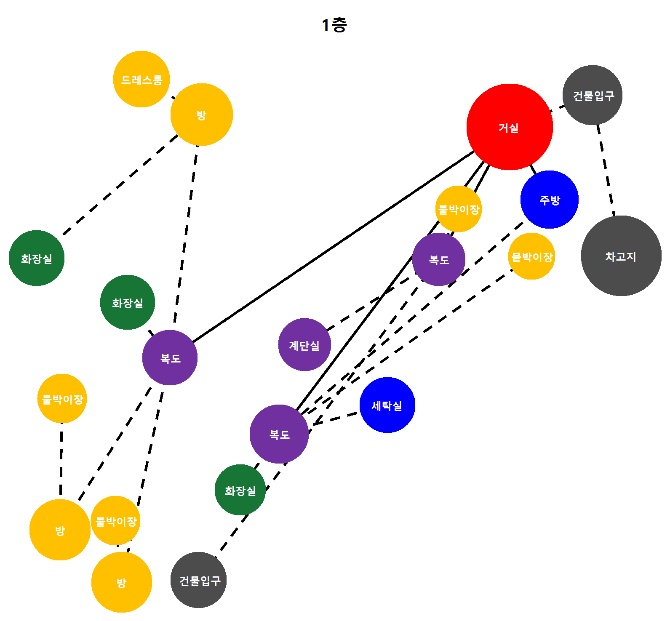 1층
드레스룸
방
거실
건물입구
주방
붙박이장
복도
붙박이장
차고지
화장실
화장실
계단실
복도
붙박이장
세탁실
복도
화장실
방
붙박이장
방
건물입구